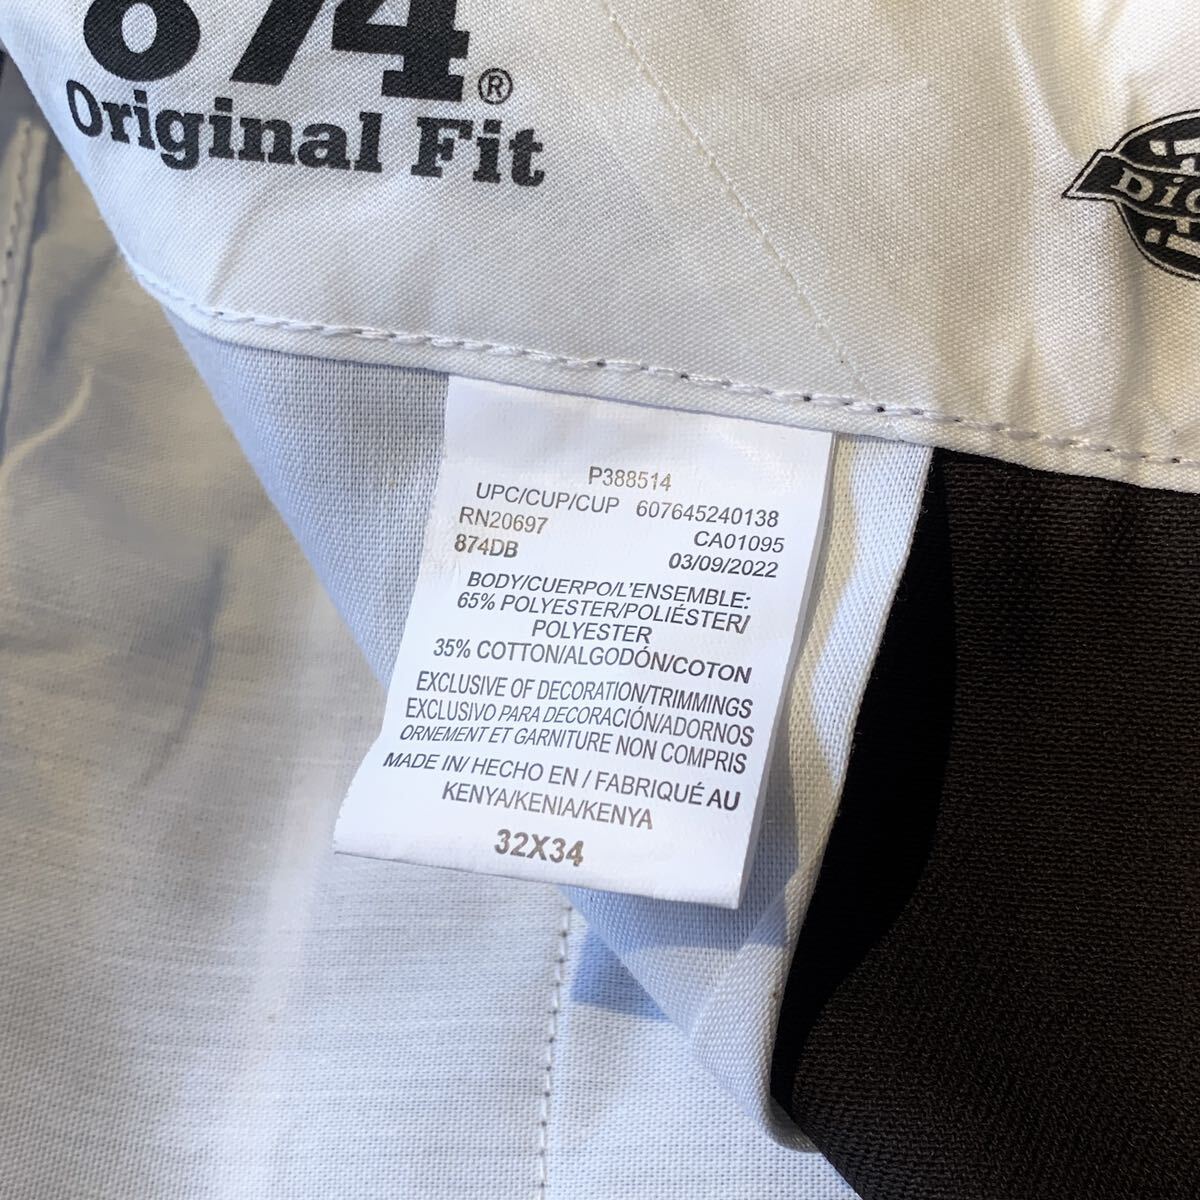 874®
Original Fit
P388514
UPC/CUP/CUP 607645240138
RN20697 CA01095
874DB 03/09/2022
BODY/CUERPO/L'ENSEMBLE:
65% POLYESTER/POLIÉSTER/
POLYESTER
35% COTTON/ALGODÓN/COTON
EXCLUSIVE OF DECORATION/TRIMMINGS
EXCLUSIVO PARA DECORACIÓN/ADORNOS
ORNEMENT ET GARNITURE NON COMPRIS
MADE IN/ HECHO EN / FABRIQUÉ AU
KENYA/KENIA/KENYA
32X34